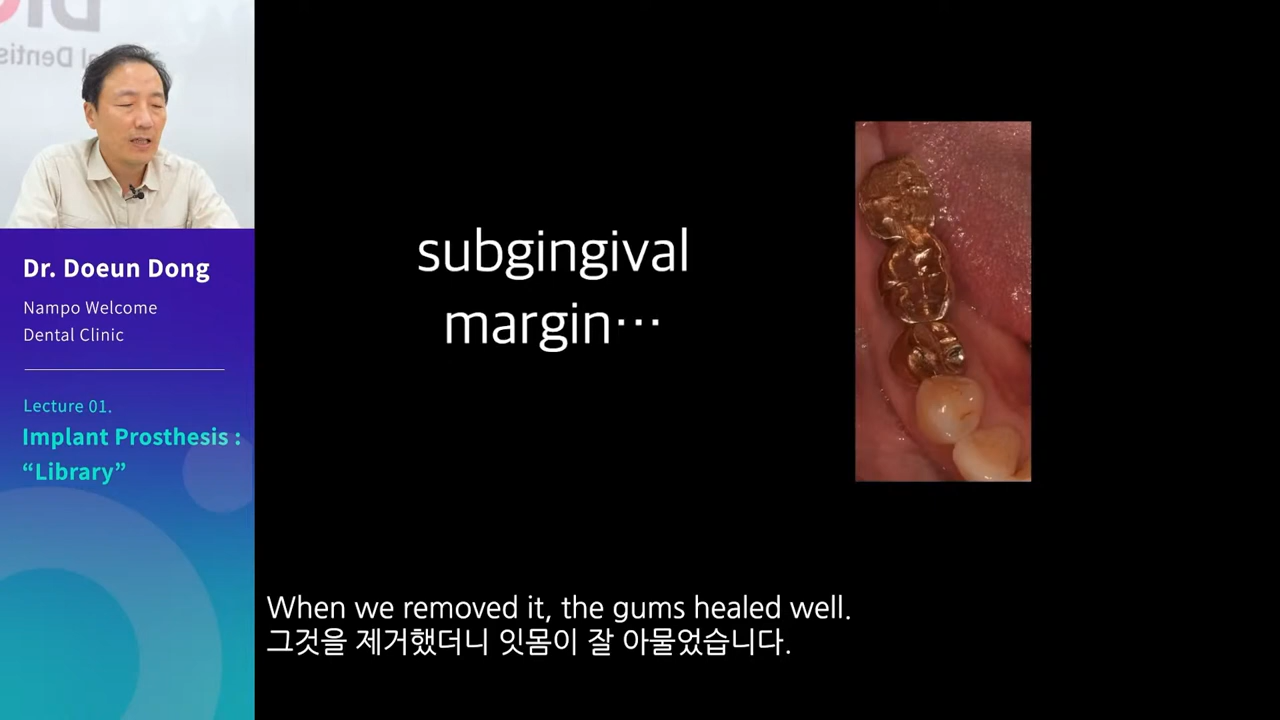 Dr. Doeun Dong
Nampo Welcome
Dental Clinic
Lecture 01.
Implant Prosthesis :
“Library”
subgingival
margin…
When we removed it, the gums healed well.
그것을 제거했더니 잇몸이 잘 아물었습니다.